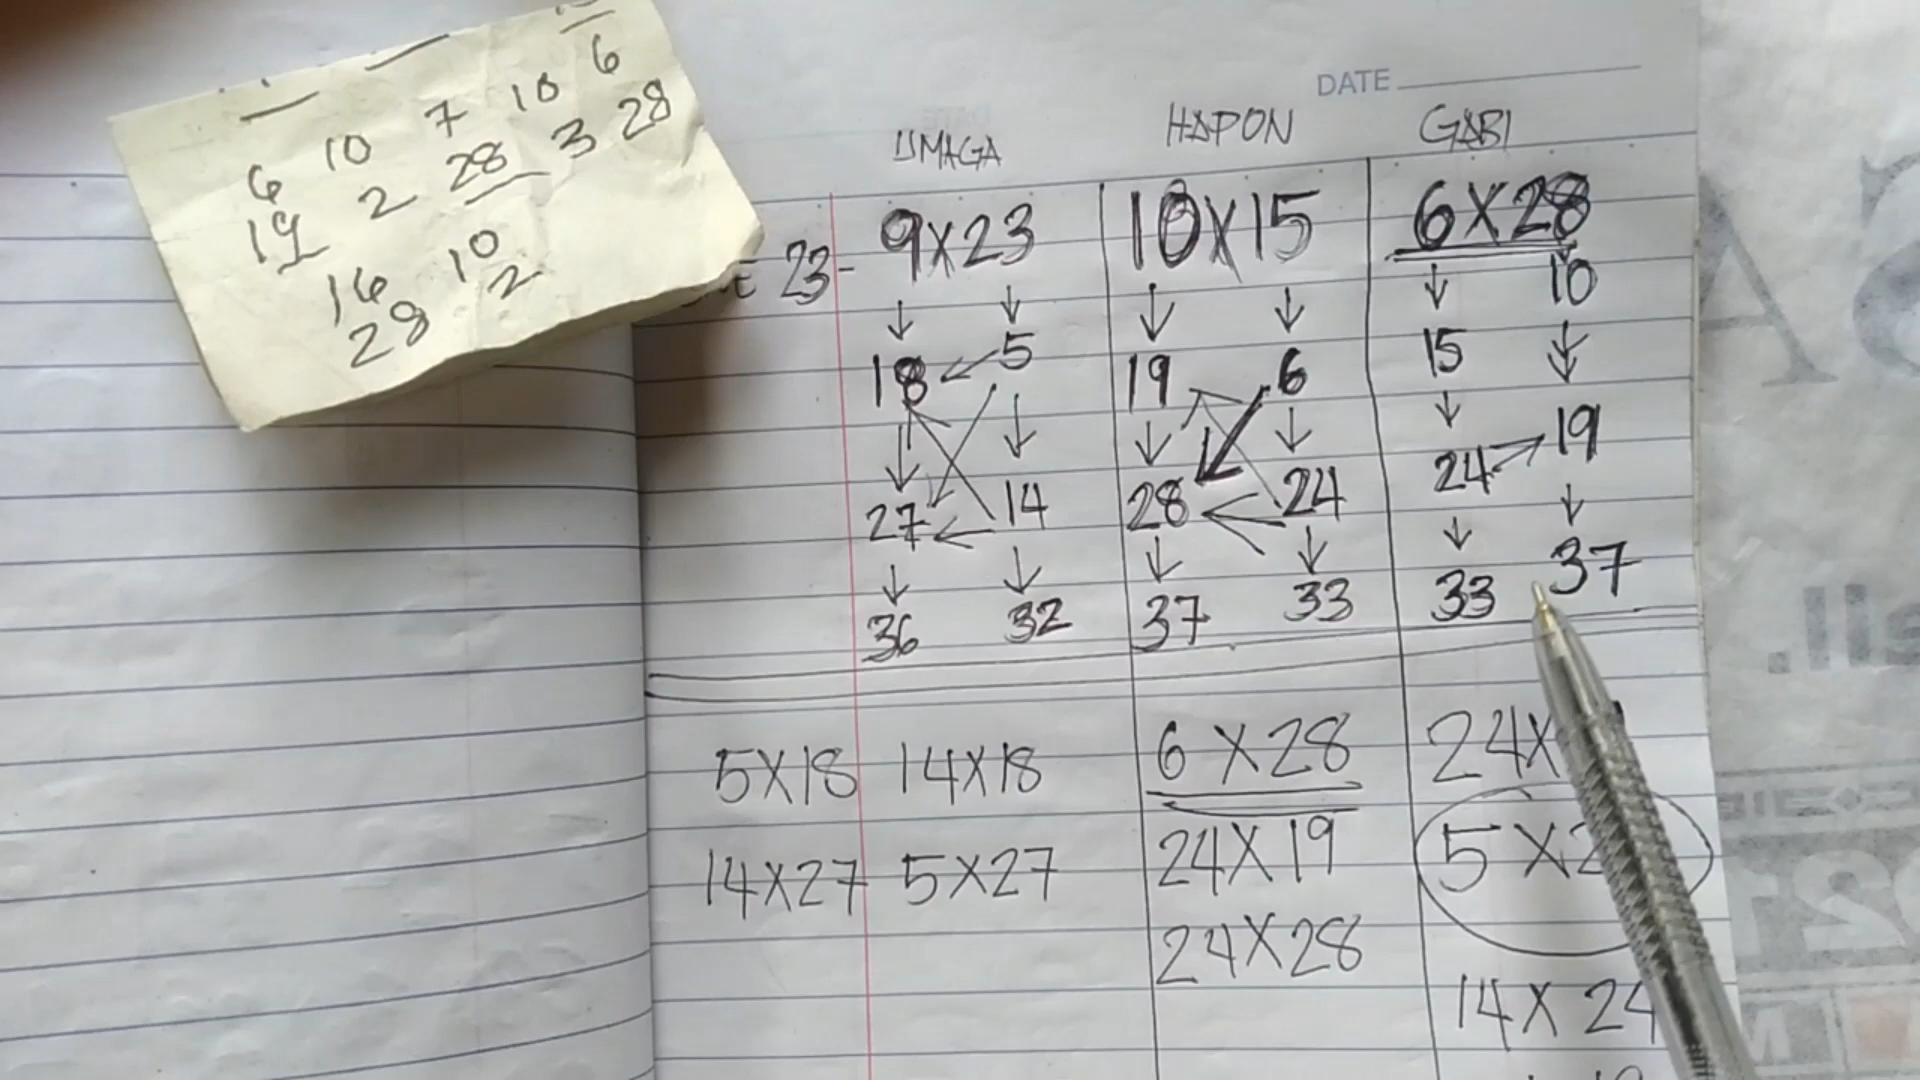 6 10 7 10 6
19 2 28 3 28
16 10
28 2
DATE
UMAGA HAPON GABI
23- 9X23 10X15 6X28
10
18 5 19 6 15
19
27 14 28 24 24
37
36 32 37 33 33
5X18 14X18 6X28 24X
14X27 5X27 24X19 5X2
24X28
14X24